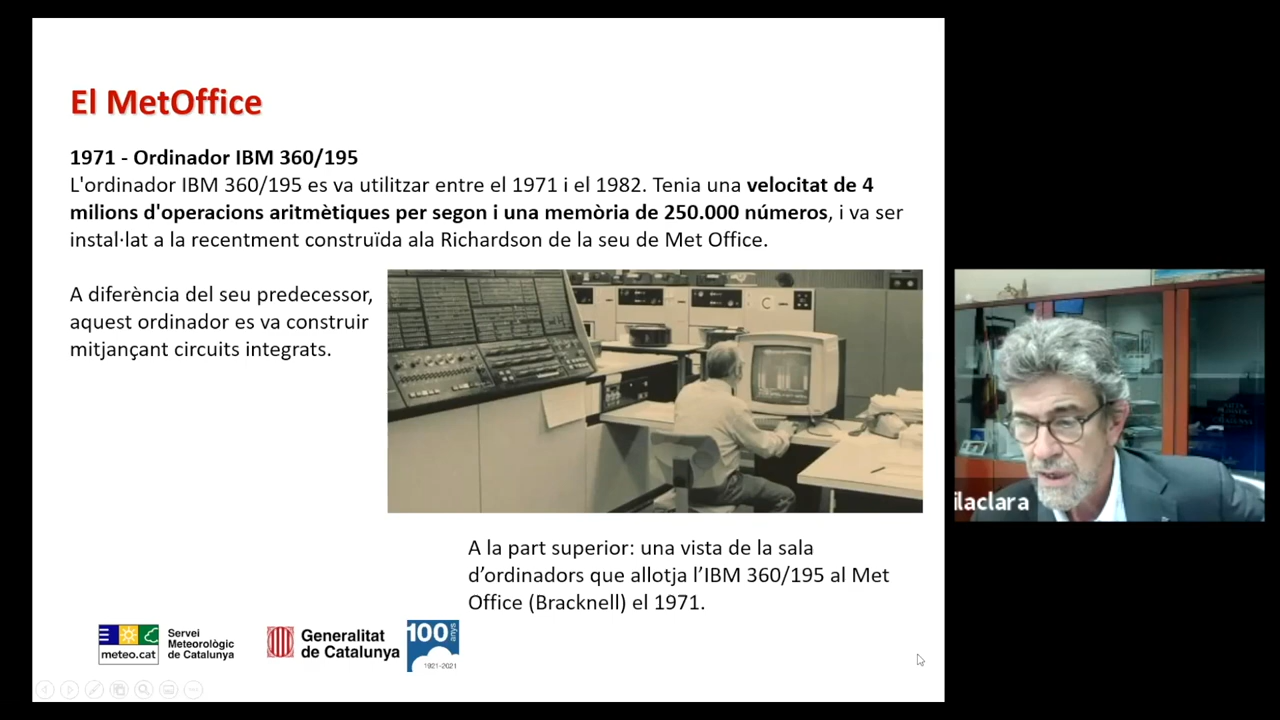 El MetOffice
1971 - Ordinador IBM 360/195
L'ordinador IBM 360/195 es va utilitzar entre el 1971 i el 1982. Tenia una velocitat de 4
milions d'operacions aritmètiques per segon i una memòria de 250.000 números, i va ser
instal·lat a la recentment construïda ala Richardson de la seu de Met Office.
A diferència del seu predecessor,
aquest ordinador es va construir
mitjançant circuits integrats.
A la part superior: una vista de la sala
d’ordinadors que allotja l’IBM 360/195 al Met
Office (Bracknell) el 1971.
meteo.cat
Servei
Meteorològic
de Catalunya
Generalitat
de Catalunya
100 anys
1921-2021
ilaclara